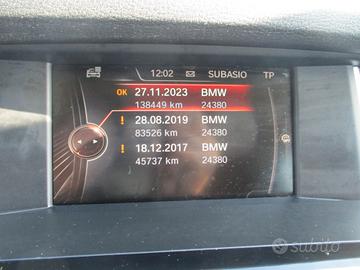 12:02 SUBASIO TP
OK 27.11.2023 BMW
138449 km 24380
! 28.08.2019 BMW
83526 km 24380
! 18.12.2017 BMW
45737 km 24380
subito